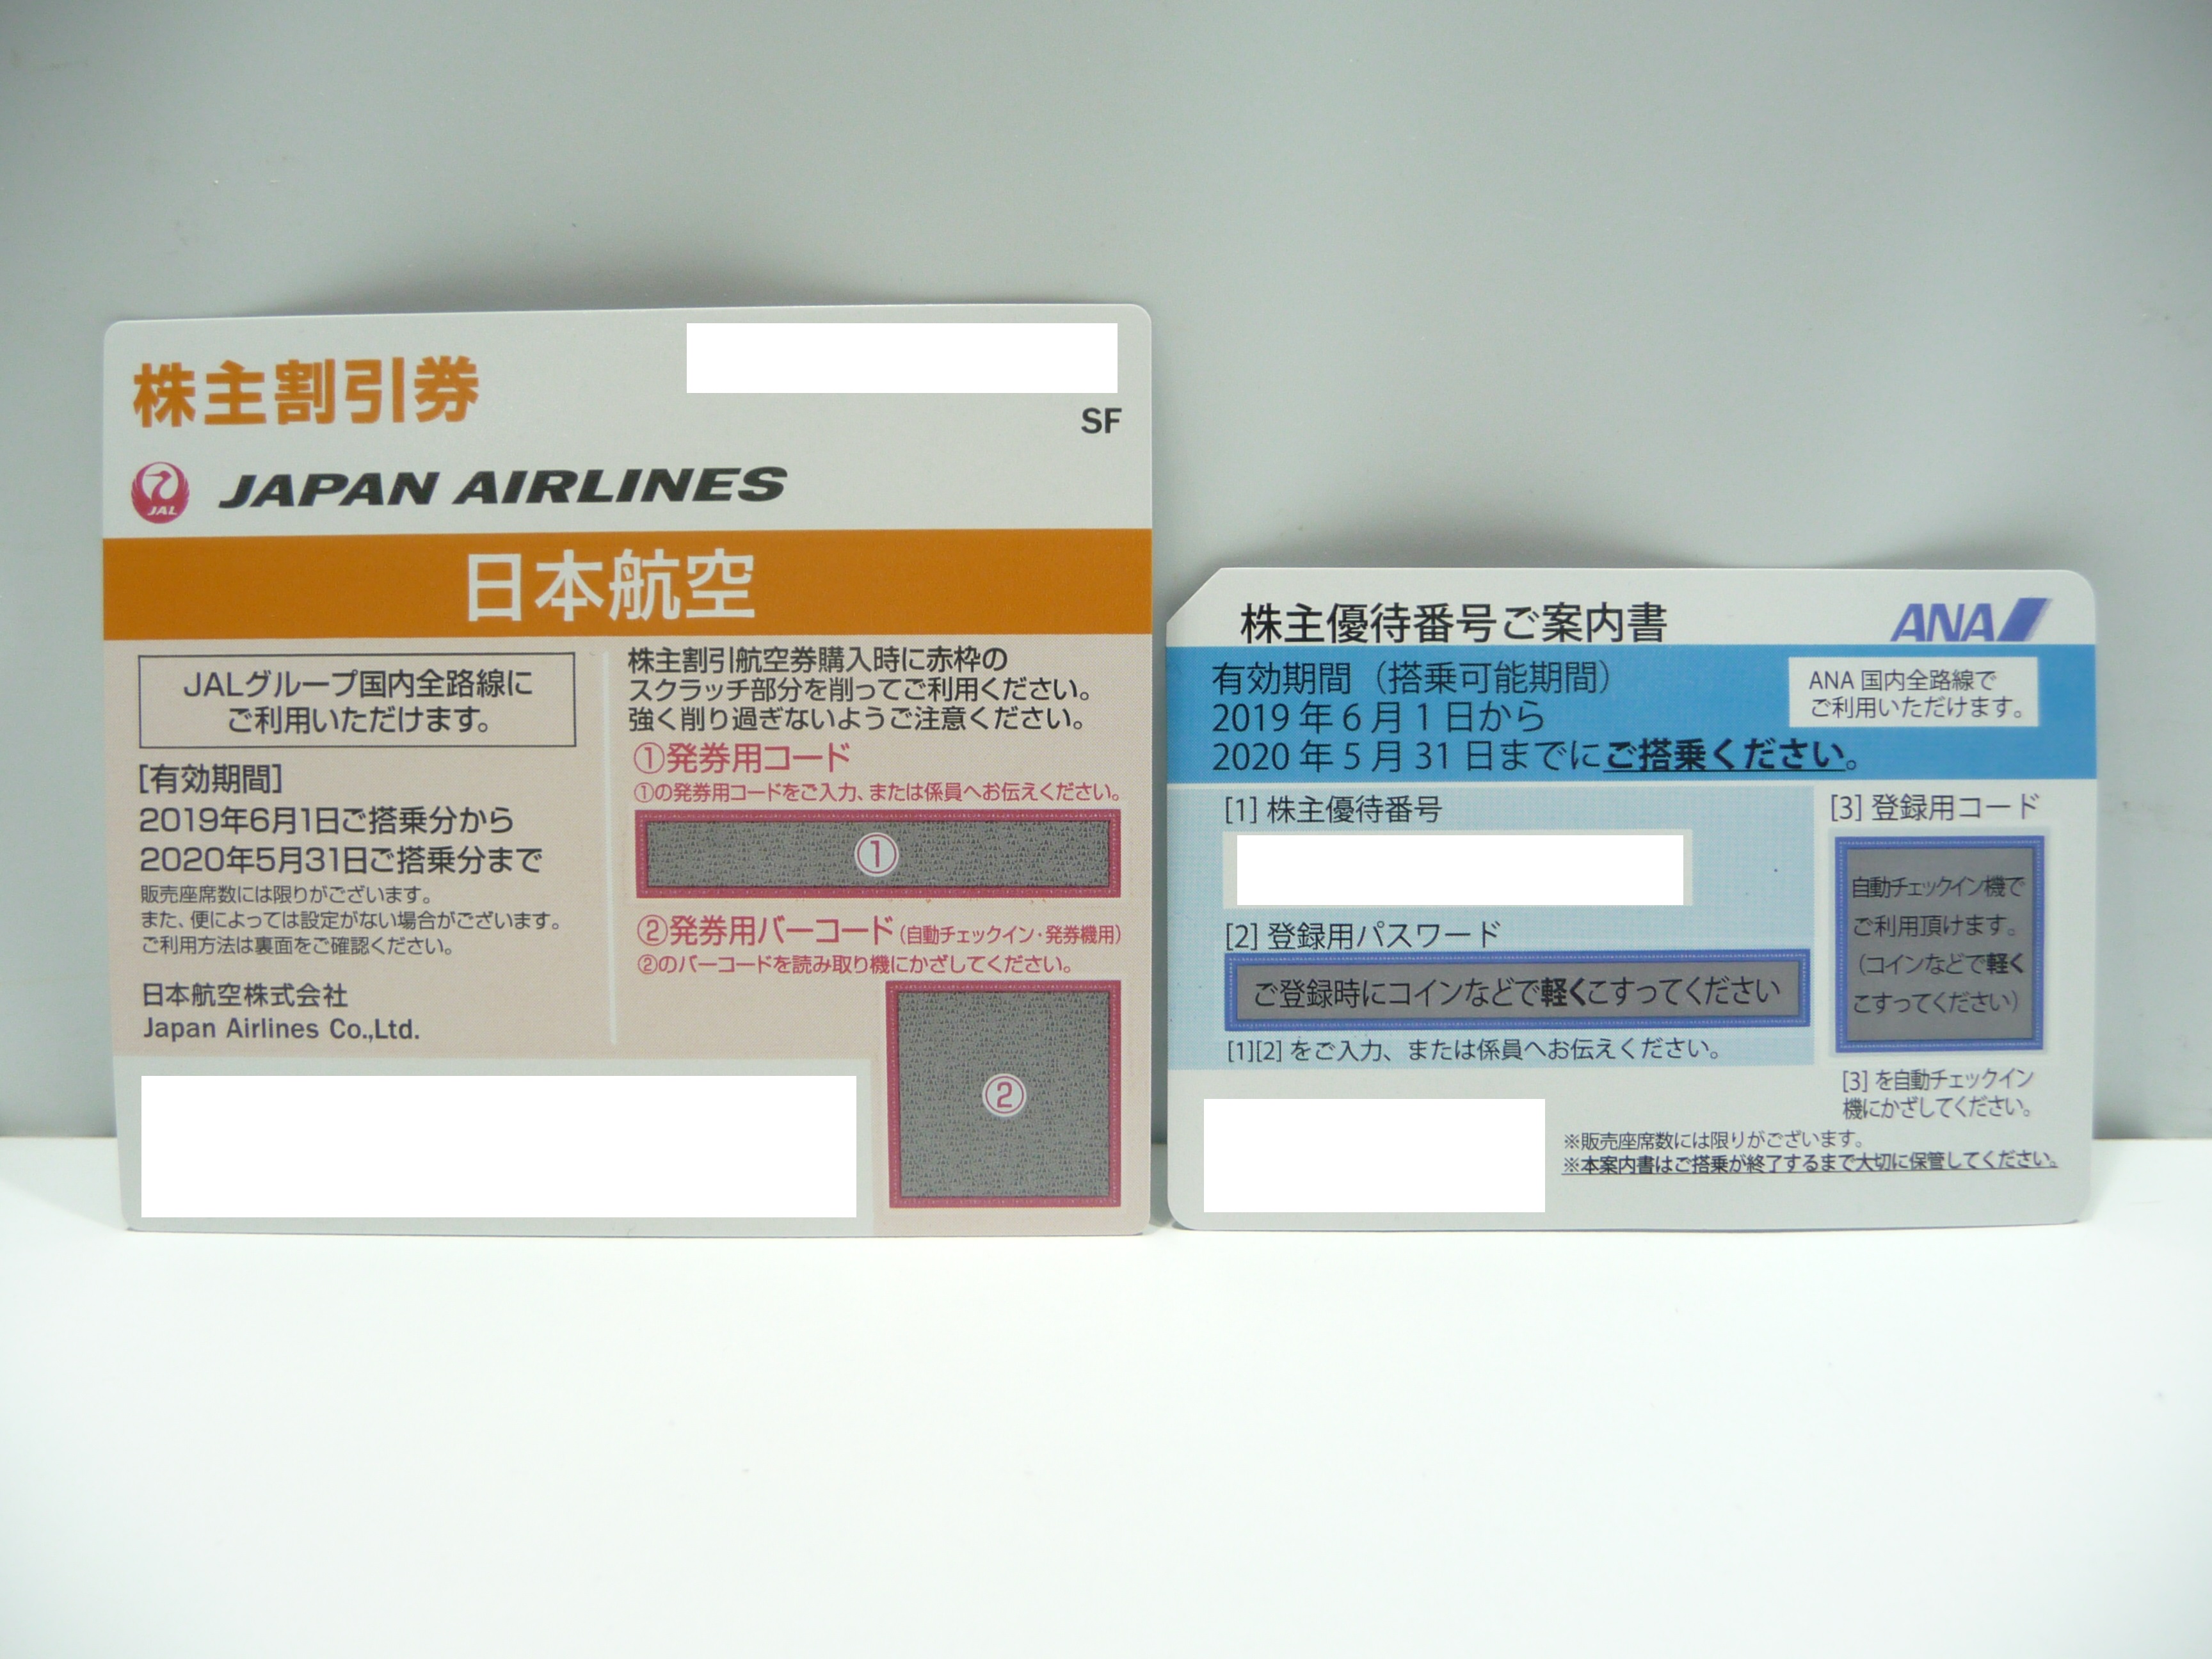 株主割引券
SF
JAL
JAPAN AIRLINES
日本航空
JALグループ国内全路線に
ご利用いただけます。
[有効期間]
2019年6月1日ご搭乗分から
2020年5月31日ご搭乗分まで
販売座席数には限りがございます。
また、便によっては設定がない場合がございます。
ご利用方法は裏面をご確認ください。
日本航空株式会社
Japan Airlines Co.,Ltd.
株主割引航空券購入時に赤枠の
スクラッチ部分を削ってご利用ください。
強く削り過ぎないようご注意ください。
①発券用コード
①の発券用コードをご入力、または係員へお伝えください。
①
②発券用バーコード(自動チェックイン・発券機用)
②のバーコードを読み取り機にかざしてください。
②
株主優待番号ご案内書
ANA
有効期間（搭乗可能期間）
2019 年 6 月 1 日から
2020 年 5 月 31 日までにご搭乗ください。
ANA 国内全路線で
ご利用いただけます。
[1] 株主優待番号
[2] 登録用パスワード
ご登録時にコインなどで軽くこすってください
[1][2] をご入力、または係員へお伝えください。
[3] 登録用コード
自動チェックイン機で
ご利用頂けます。
（コインなどで軽く
こすってください）
[3] を自動チェックイン
機にかざしてください。
※販売座席数には限りがございます。
※本案内書はご搭乗が終了するまで大切に保管してください。